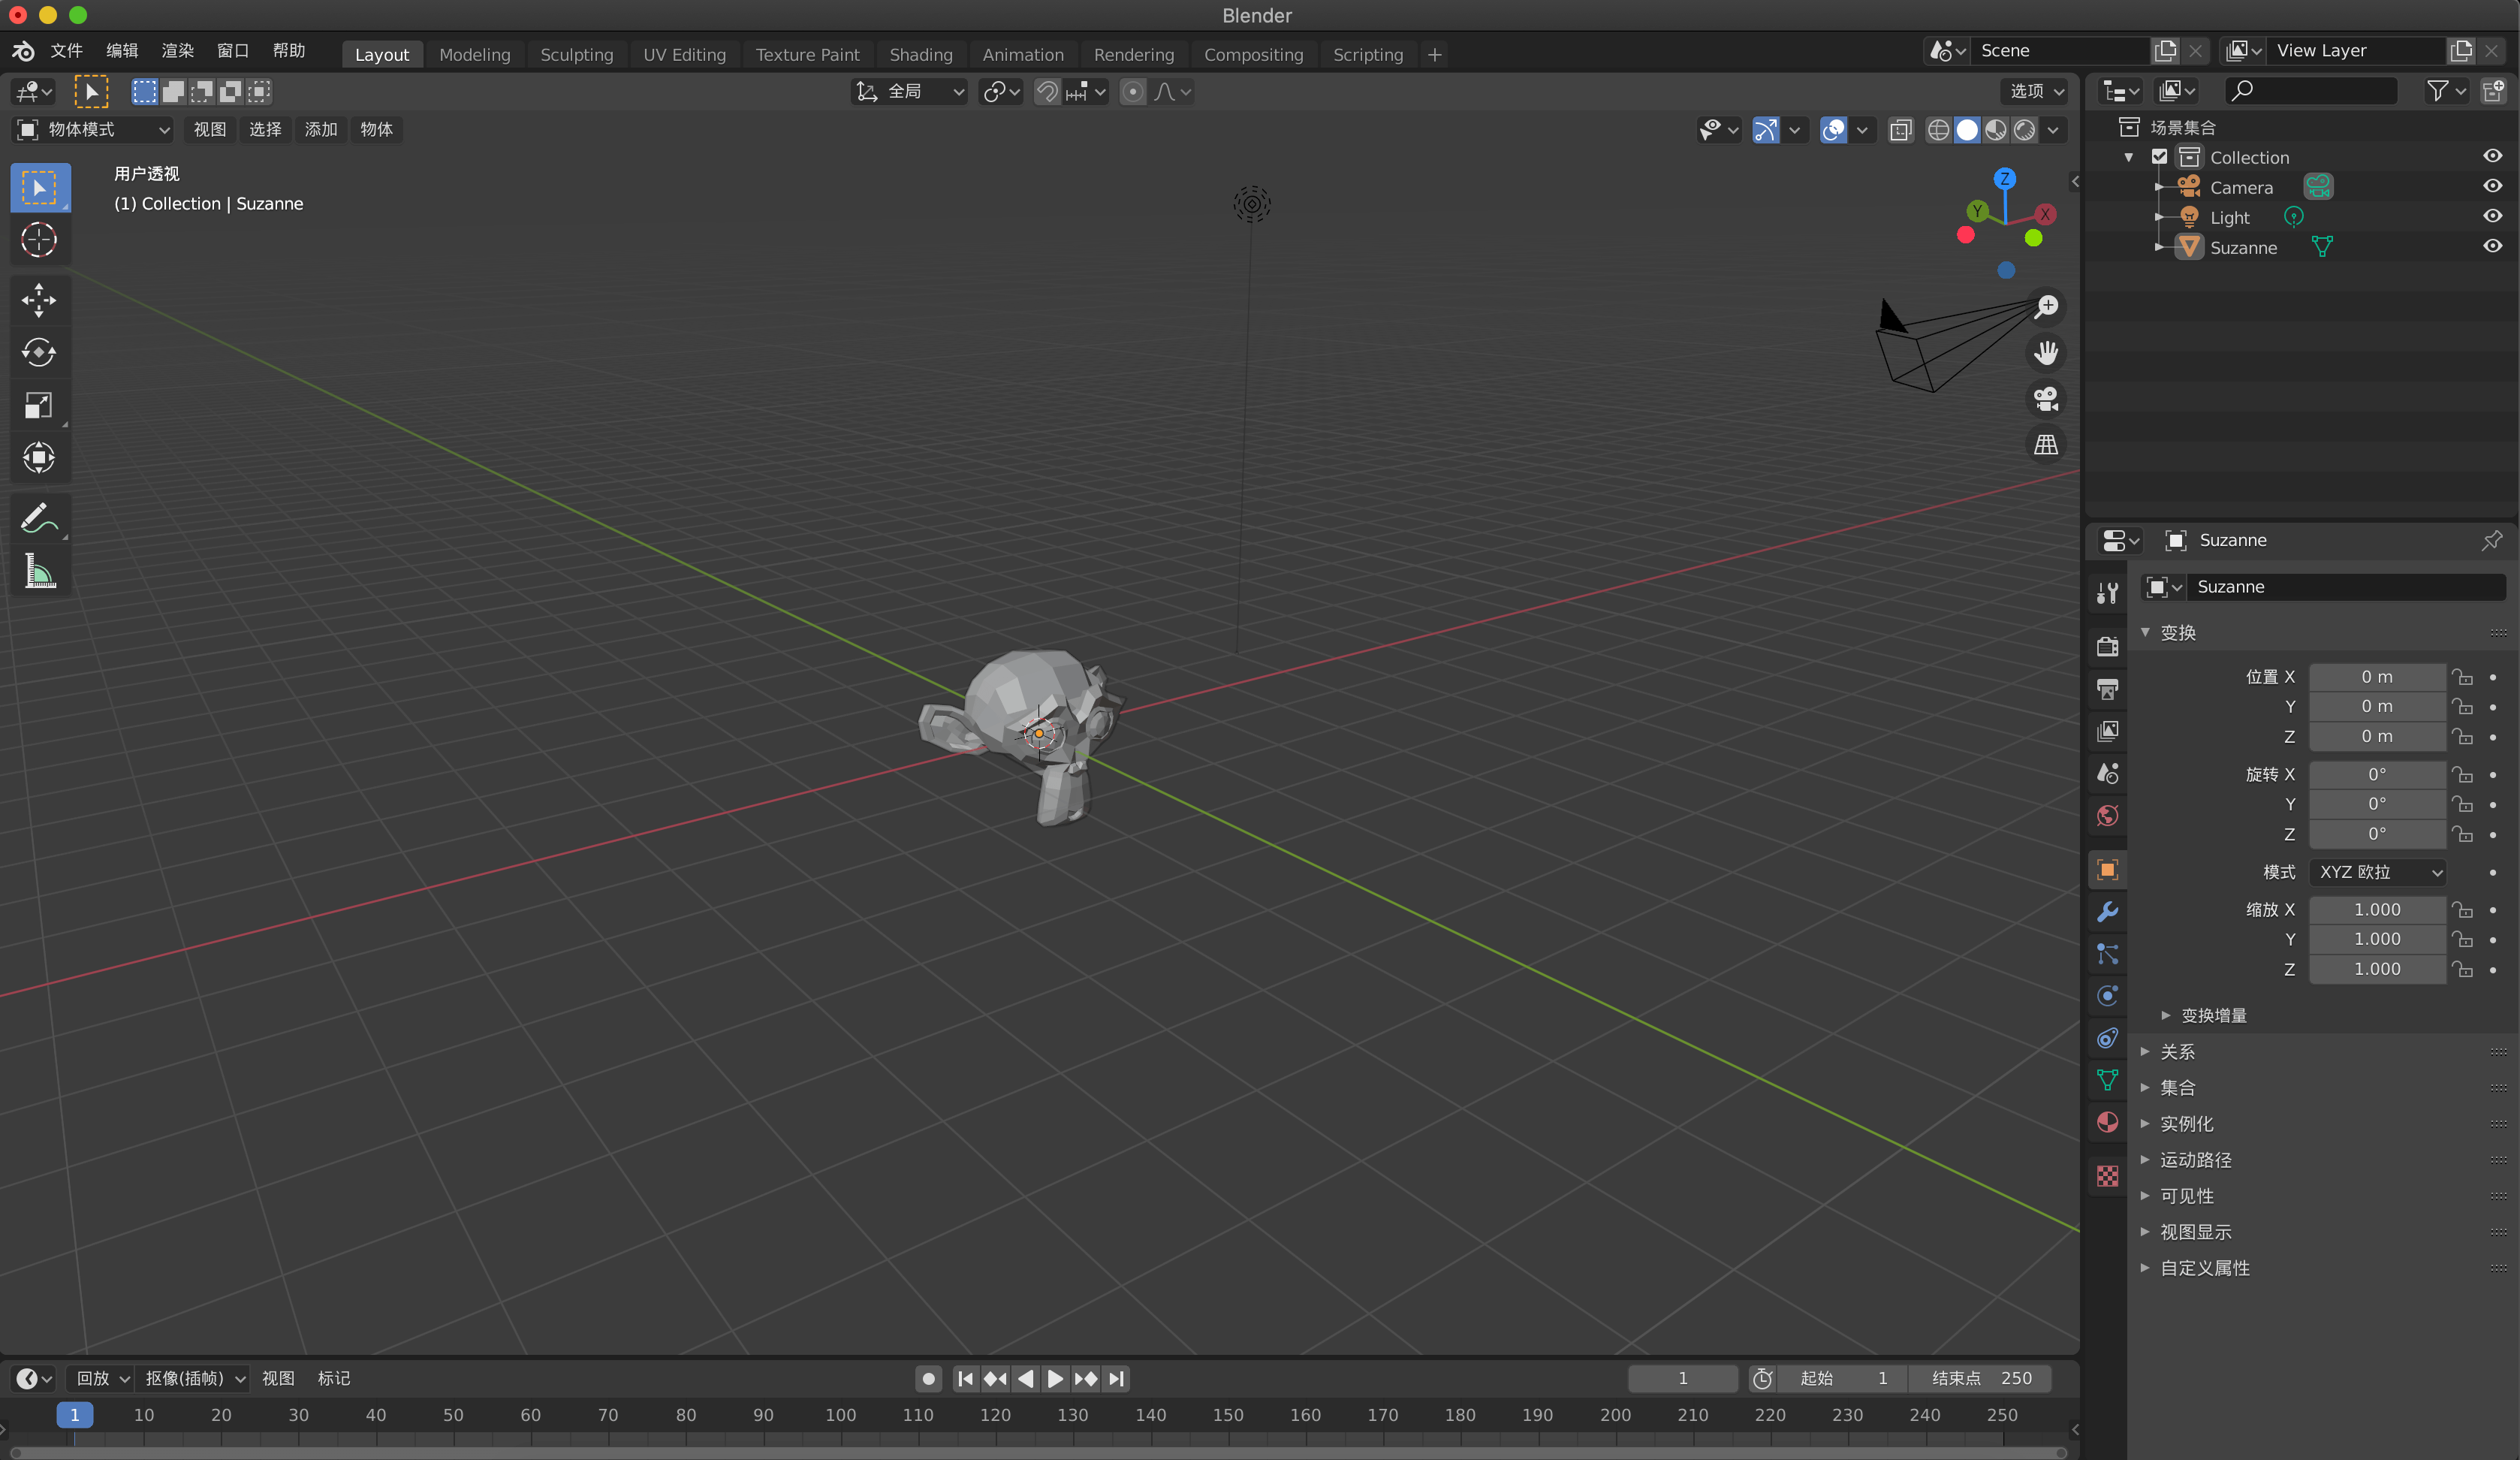 Blender
文件 编辑 渲染 窗口 帮助 Layout Modeling Sculpting UV Editing Texture Paint Shading Animation Rendering Compositing Scripting + Scene View Layer
全局 选项
物体模式 视图 选择 添加 物体
用户透视
(1) Collection | Suzanne
Z
Y
X
场景集合
Collection
Camera
Light
Suzanne
Suzanne
Suzanne
变换
位置 X 0 m
Y 0 m
Z 0 m
旋转 X 0°
Y 0°
Z 0°
模式 XYZ 欧拉
缩放 X 1.000
Y 1.000
Z 1.000
变换增量
关系
集合
实例化
运动路径
可见性
视图显示
自定义属性
回放 抠像(插帧) 视图 标记 1 起始 1 结束点 250
1 10 20 30 40 50 60 70 80 90 100 110 120 130 140 150 160 170 180 190 200 210 220 230 240 250